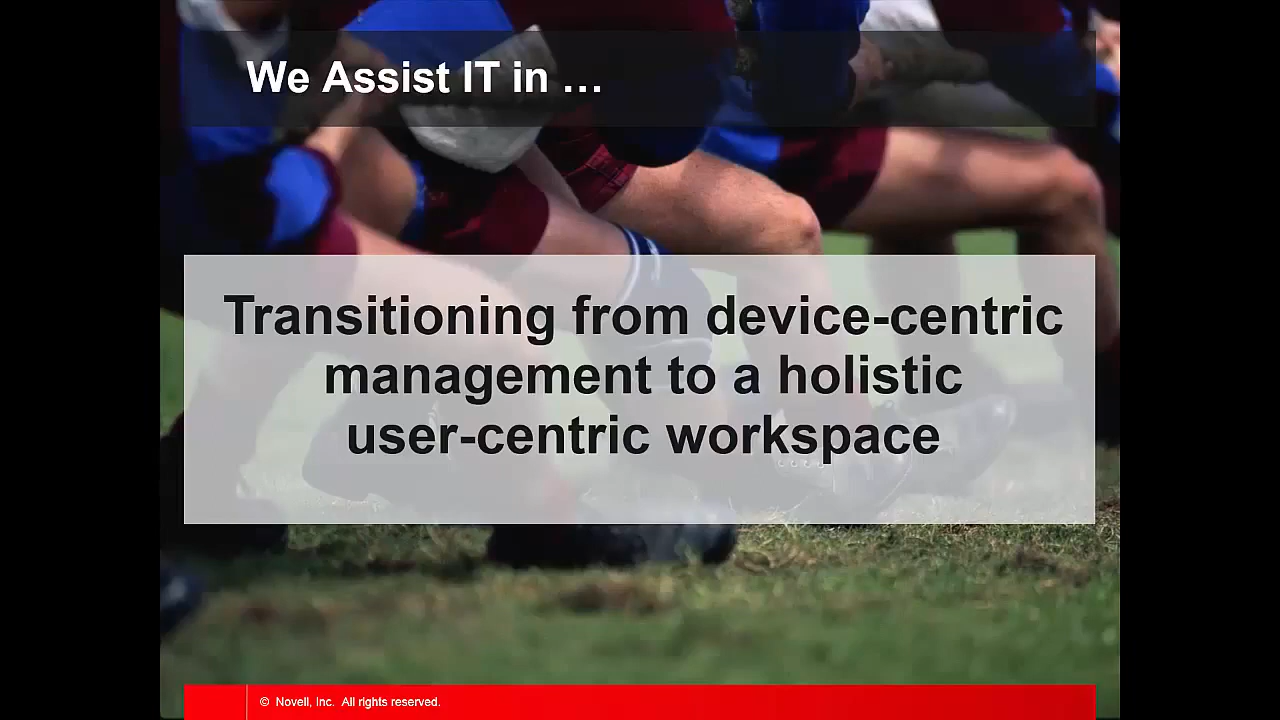 We Assist IT in …
Transitioning from device-centric
management to a holistic
user-centric workspace
© Novell, Inc. All rights reserved.